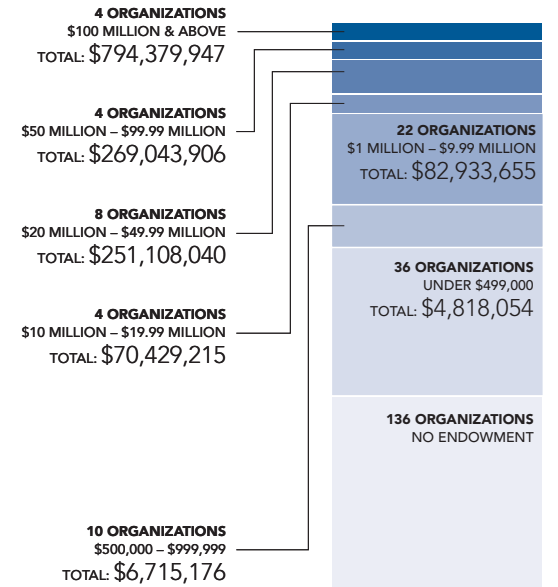 4 ORGANIZATIONS
$100 MILLION & ABOVE
TOTAL: $794,379,947
4 ORGANIZATIONS
$50 MILLION – $99.99 MILLION
TOTAL: $269,043,906
8 ORGANIZATIONS
$20 MILLION – $49.99 MILLION
TOTAL: $251,108,040
4 ORGANIZATIONS
$10 MILLION – $19.99 MILLION
TOTAL: $70,429,215
22 ORGANIZATIONS
$1 MILLION – $9.99 MILLION
TOTAL: $82,933,655
10 ORGANIZATIONS
$500,000 – $999,999
TOTAL: $6,715,176
36 ORGANIZATIONS
UNDER $499,000
TOTAL: $4,818,054
136 ORGANIZATIONS
NO ENDOWMENT